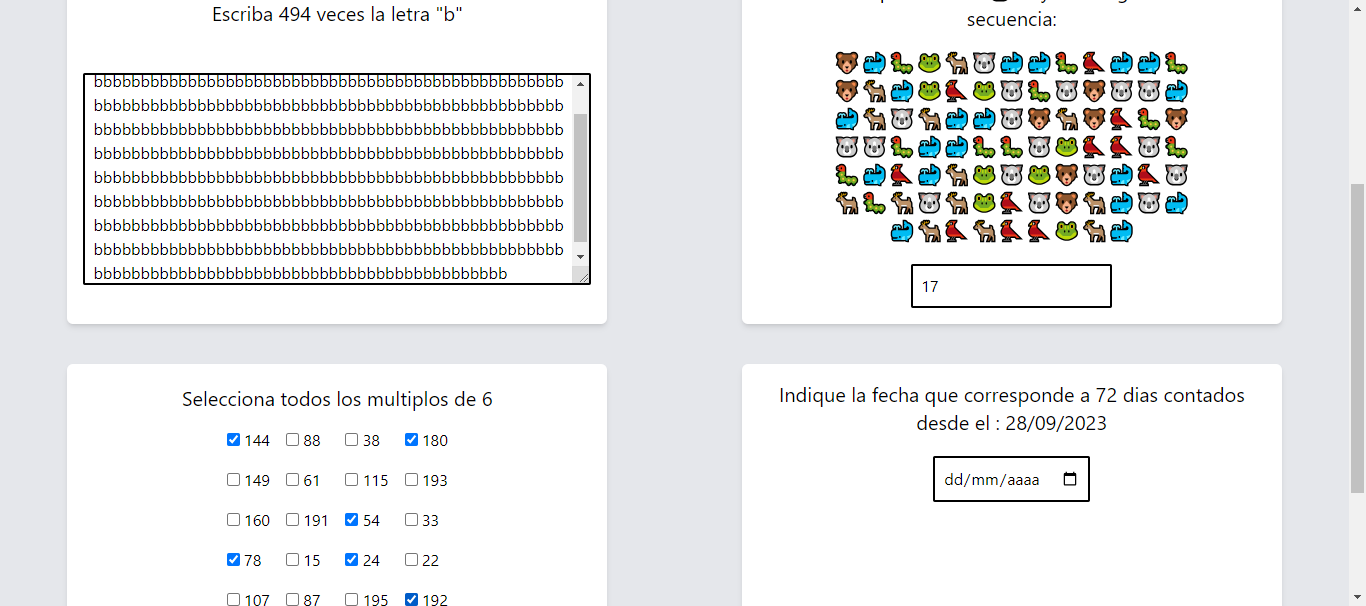 Escriba 494 veces la letra "b"
bbbbbbbbbbbbbbbbbbbbbbbbbbbbbbbbbbbbbbbbbbbbbbbbbb
bbbbbbbbbbbbbbbbbbbbbbbbbbbbbbbbbbbbbbbbbbbbbbbbbb
bbbbbbbbbbbbbbbbbbbbbbbbbbbbbbbbbbbbbbbbbbbbbbbbbb
bbbbbbbbbbbbbbbbbbbbbbbbbbbbbbbbbbbbbbbbbbbbbbbbbb
bbbbbbbbbbbbbbbbbbbbbbbbbbbbbbbbbbbbbbbbbbbbbbbbbb
bbbbbbbbbbbbbbbbbbbbbbbbbbbbbbbbbbbbbbbbbbbbbbbbbb
bbbbbbbbbbbbbbbbbbbbbbbbbbbbbbbbbbbbbbbbbbbbbbbbbb
bbbbbbbbbbbbbbbbbbbbbbbbbbbbbbbbbbbbbbbbbbbbbbbbbb
bbbbbbbbbbbbbbbbbbbbbbbbbbbbbbbbbbbbbbbbbbbb
secuencia:
17
Selecciona todos los multiplos de 6
144 88 38 180
149 61 115 193
160 191 54 33
78 15 24 22
107 87 195 192
Indique la fecha que corresponde a 72 dias contados
desde el : 28/09/2023
dd/mm/aaaa